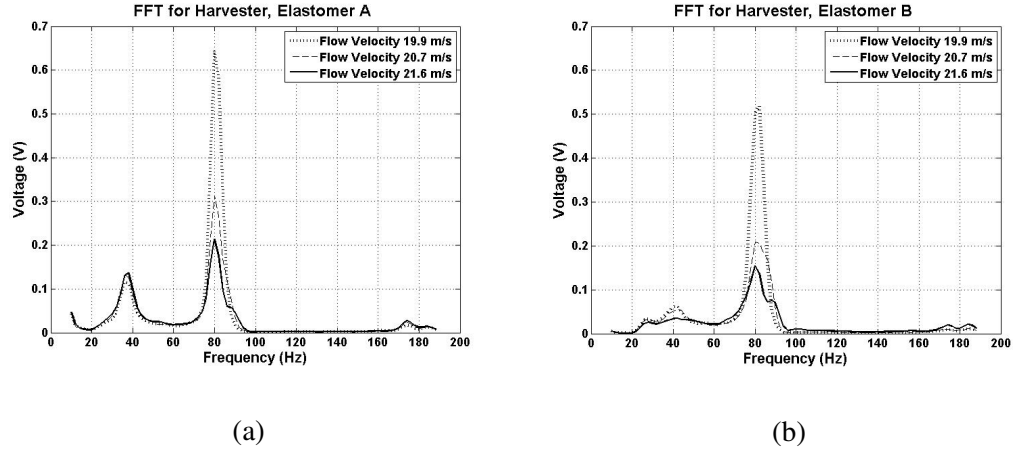 FFT for Harvester, Elastomer A
Flow Velocity 19.9 m/s
Flow Velocity 20.7 m/s
Flow Velocity 21.6 m/s
Voltage (V)
0.7
0.6
0.5
0.4
0.3
0.2
0.1
0
0 20 40 60 80 100 120 140 160 180 200
Frequency (Hz)
(a)
FFT for Harvester, Elastomer B
Flow Velocity 19.9 m/s
Flow Velocity 20.7 m/s
Flow Velocity 21.6 m/s
Voltage (V)
0.7
0.6
0.5
0.4
0.3
0.2
0.1
0
0 20 40 60 80 100 120 140 160 180 200
Frequency (Hz)
(b)